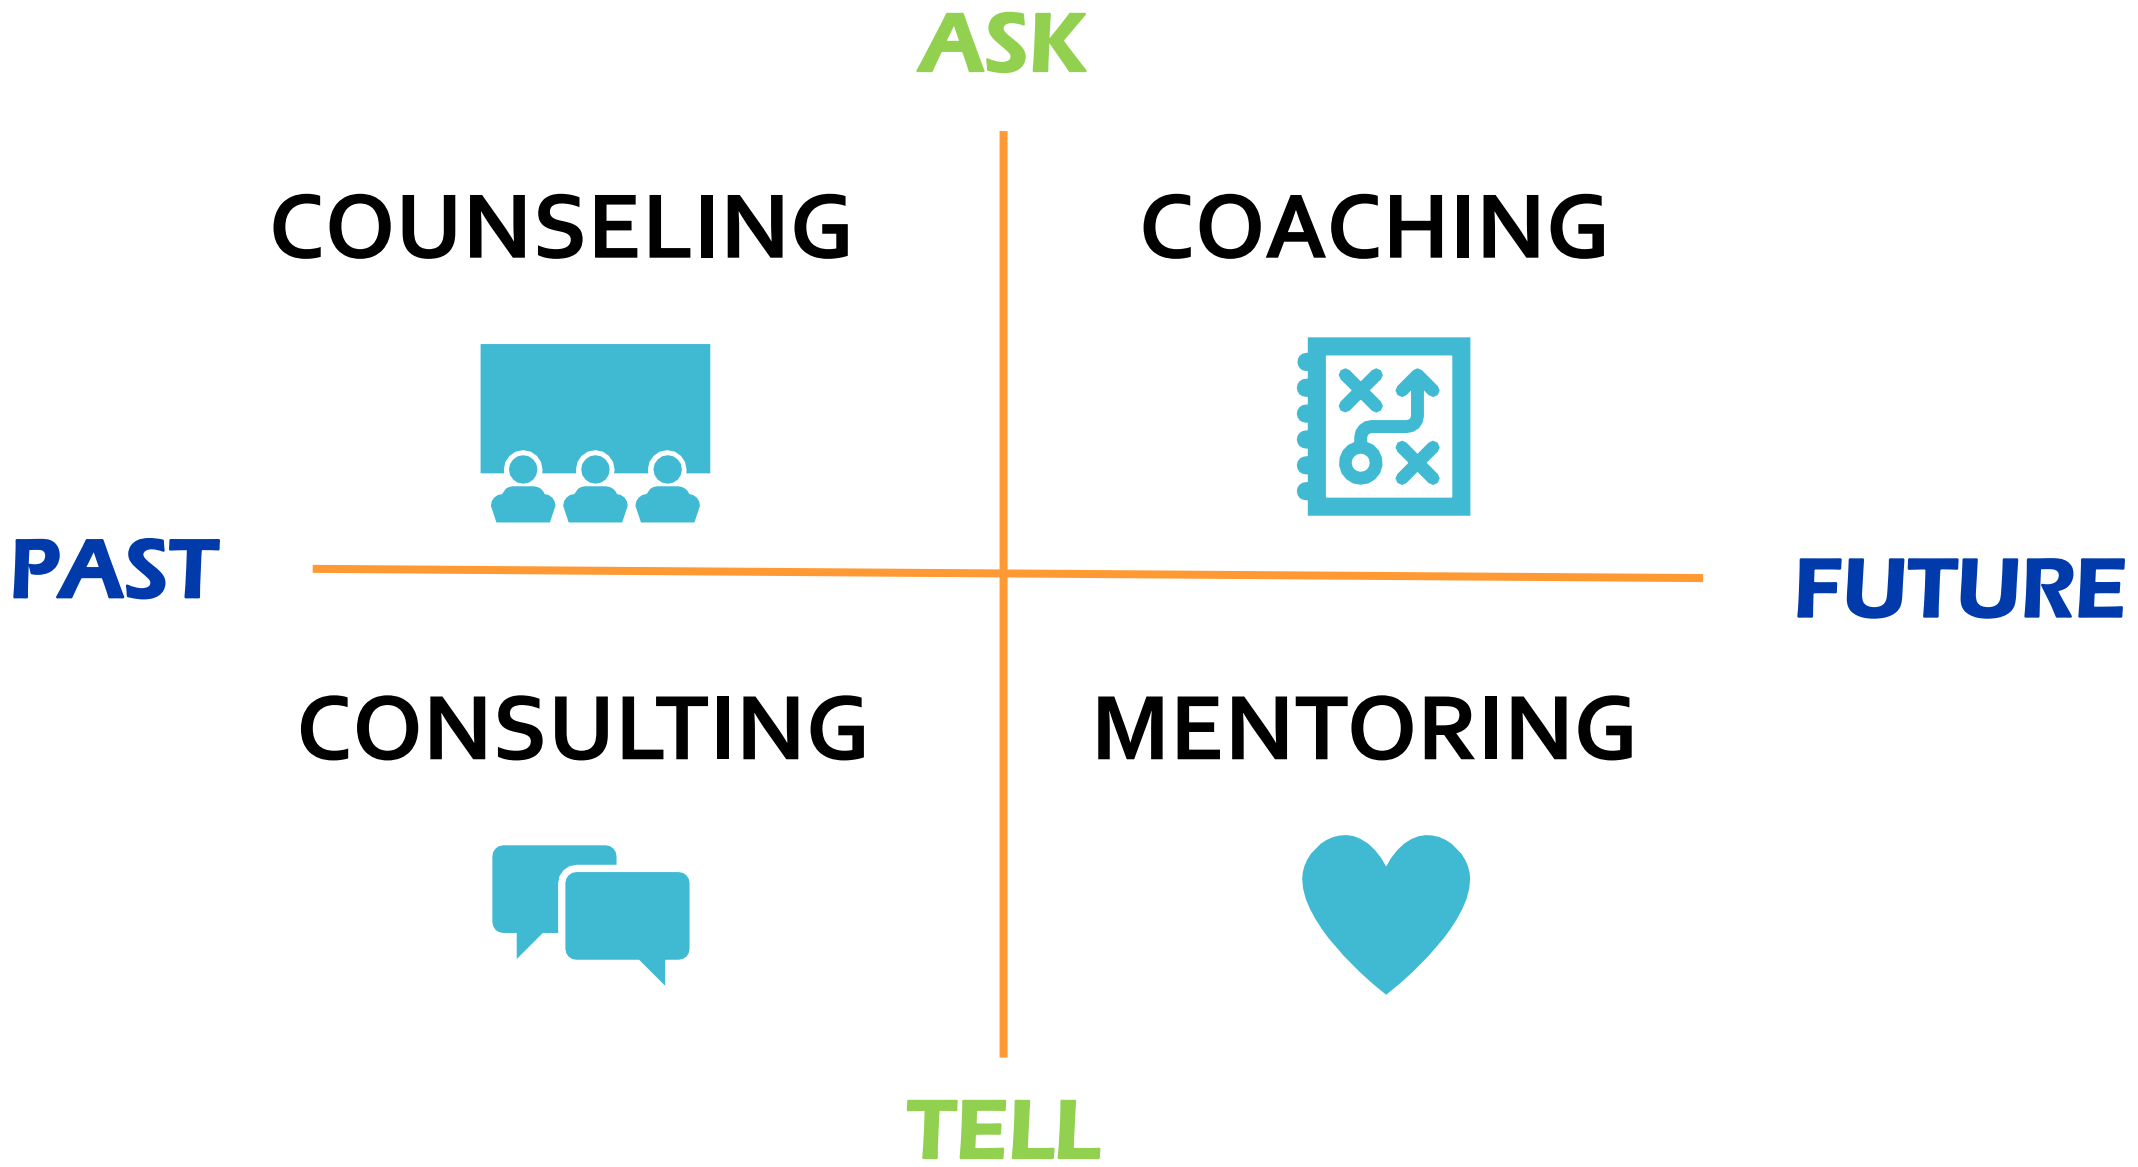 ASK
COUNSELING
COACHING
PAST
FUTURE
CONSULTING
MENTORING
TELL